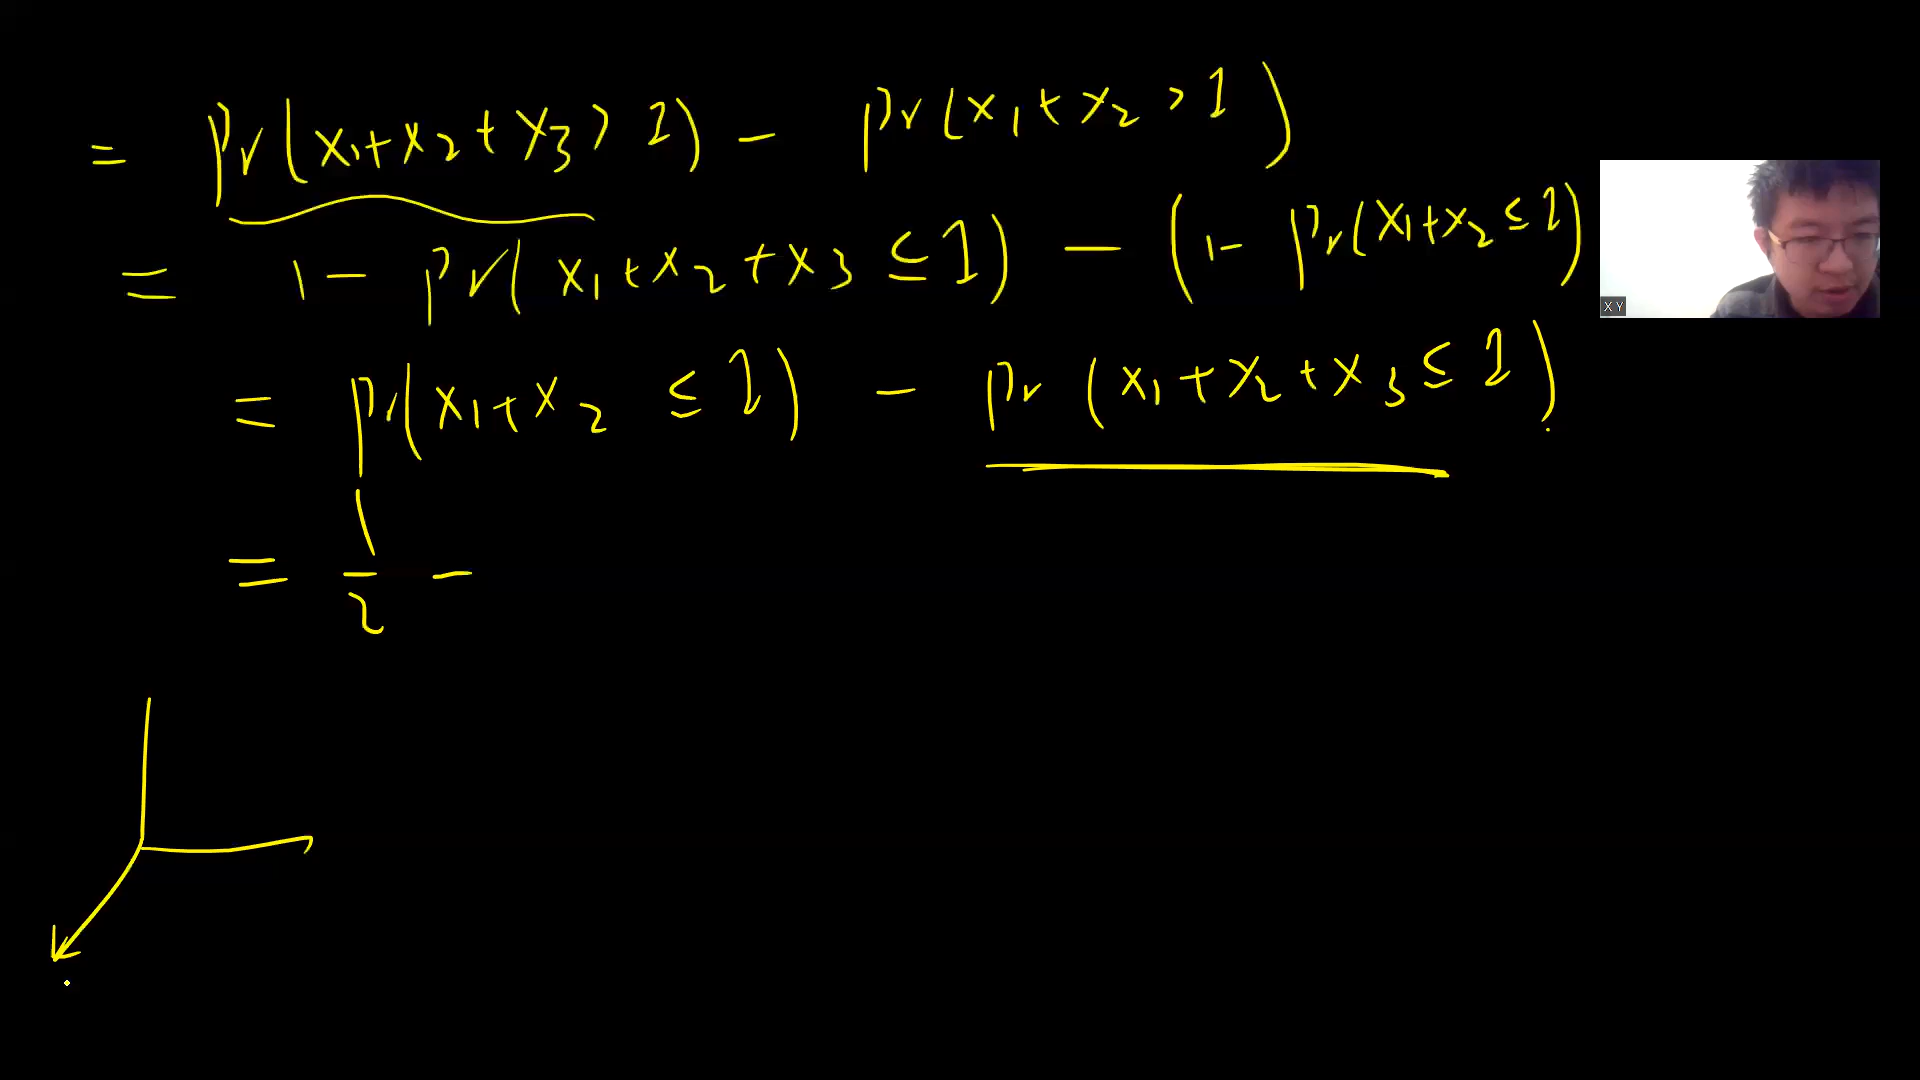 = Pr(x₁+x₂+x₃ > 1) - Pr(x₁+x₂ > 1)
= 1 - Pr(x₁+x₂+x₃ ≤ 1) - (1 - Pr(x₁+x₂ ≤ 1)
= Pr(x₁+x₂ ≤ 1) - Pr(x₁+x₂+x₃ ≤ 1)
= 1/2 -
X Y